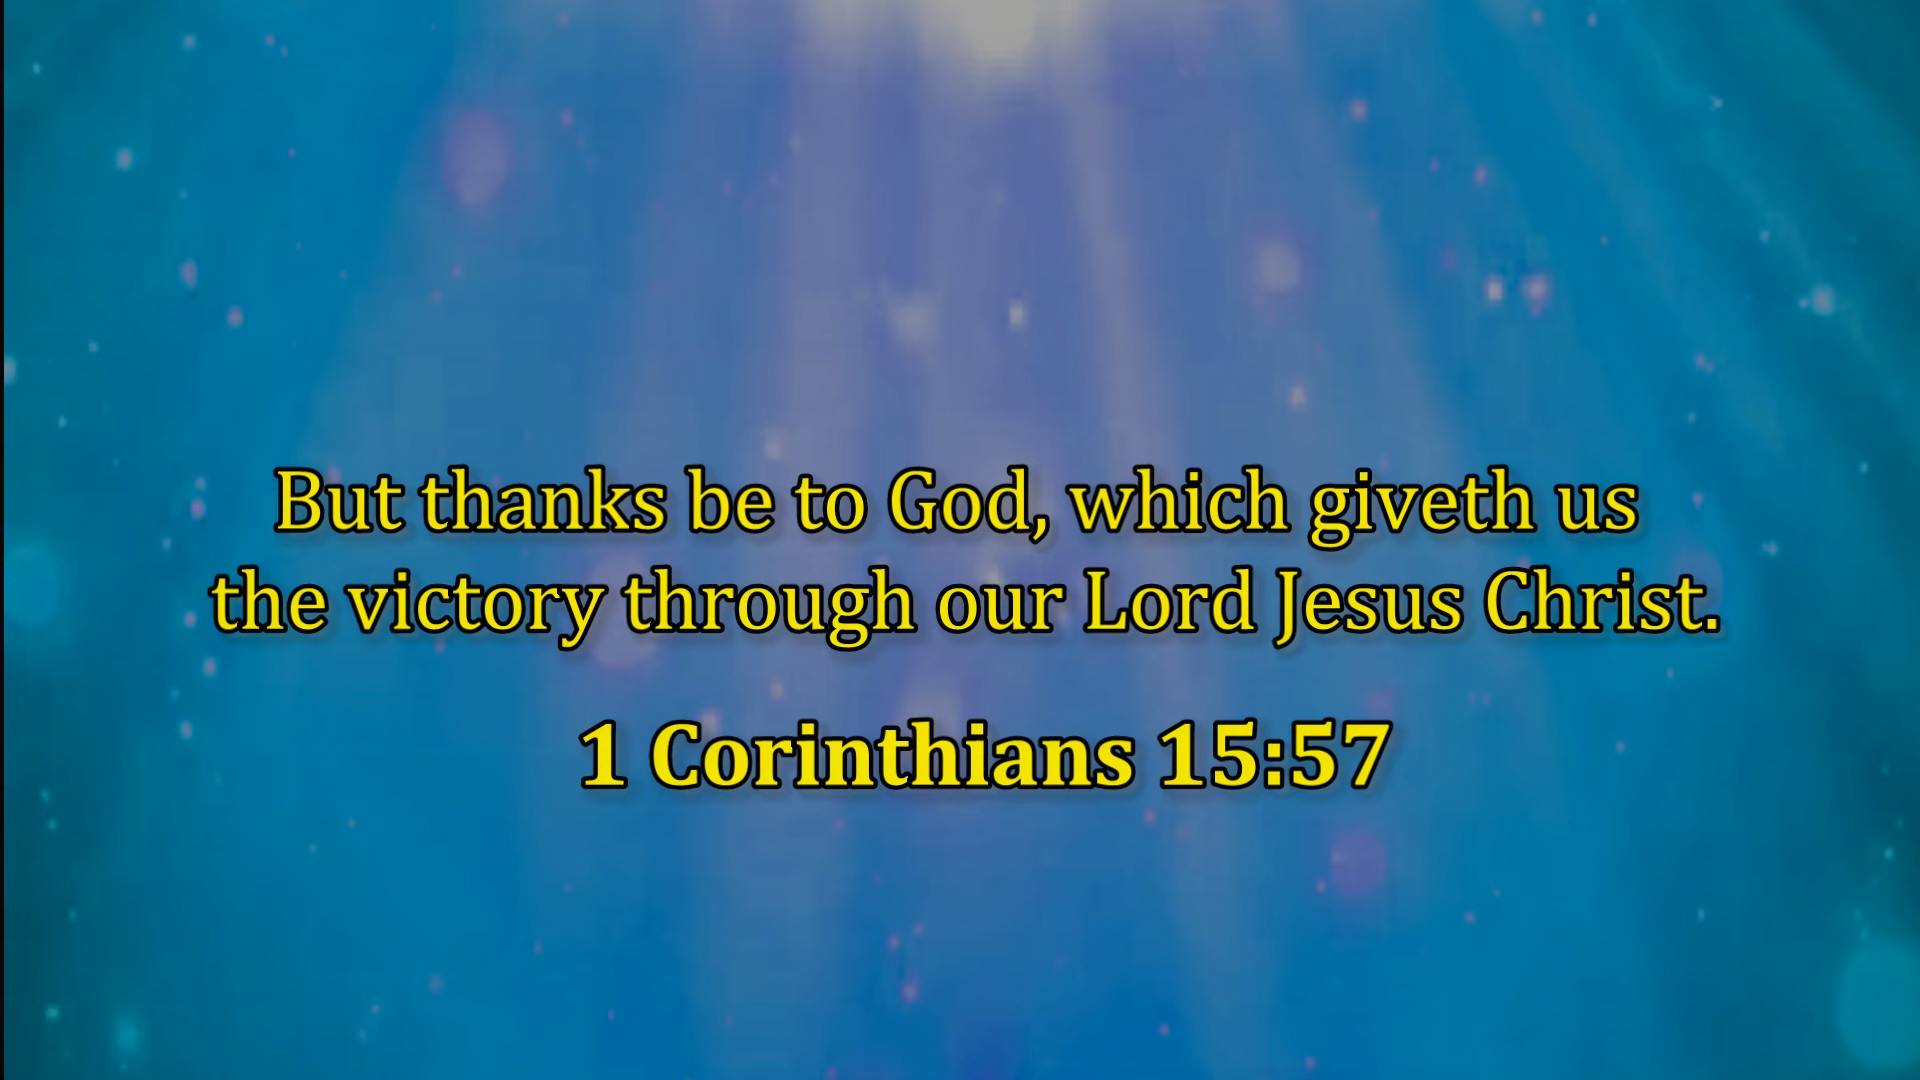 But thanks be to God, which giveth us
the victory through our Lord Jesus Christ.
1 Corinthians 15:57